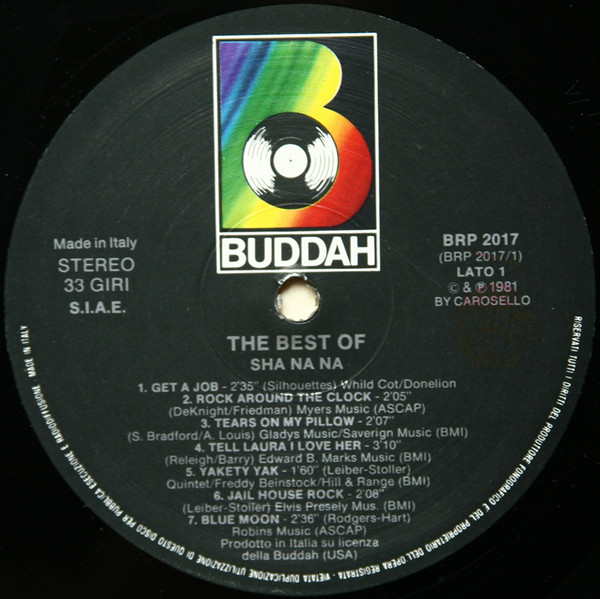 BUDDAH
Made in Italy
STEREO
33 GIRI
S.I.A.E.
BRP 2017
(BRP 2017/1)
LATO 1
© & ℗ 1981
BY CAROSELLO
THE BEST OF
SHA NA NA
1. GET A JOB - 2'35" (Silhouettes) Whild Cot/Donelion
2. ROCK AROUND THE CLOCK - 2'05"
(DeKnight/Friedman) Myers Music (ASCAP)
3. TEARS ON MY PILLOW - 2'07"
(S. Bradford/A. Louis) Gladys Music/Saverign Music (BMI)
4. TELL LAURA I LOVE HER - 3'10"
(Releigh/Barry) Edward B. Marks Music (BMI)
5. YAKETY YAK - 1'60" (Leiber-Stoller)
Quintet/Freddy Beinstock/Hill & Range (BMI)
6. JAIL HOUSE ROCK - 2'08"
(Leiber-Stoller) Elvis Presely Mus. (BMI)
7. BLUE MOON - 2'36" (Rodgers-Hart)
Robins Music (ASCAP)
Prodotto in Italia su licenza
della Buddah (USA)
RISERVATI TUTTI I DIRITTI DEL PRODUTTORE FONOGRAFICO E DEL PROPRIETARIO DELL'OPERA REGISTRATA - VIETATA DUPLICAZIONE UTILIZZAZIONE DI QUESTO DISCO PER PUBBLICA ESECUZIONE E RADIODIFFUSIONE. MADE IN ITALY